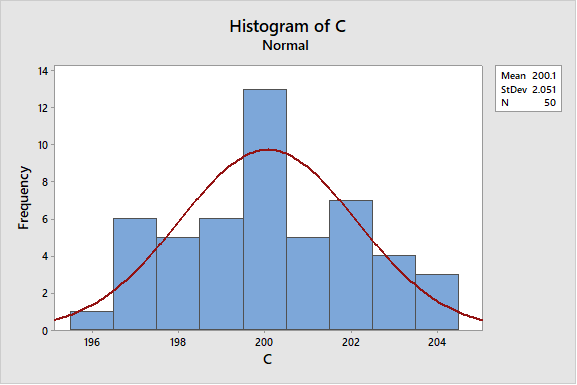 Histogram of C
Normal
Mean 200.1
StDev 2.051
N 50
14
12
10
8
6
4
2
0
Frequency
196 198 200 202 204
C